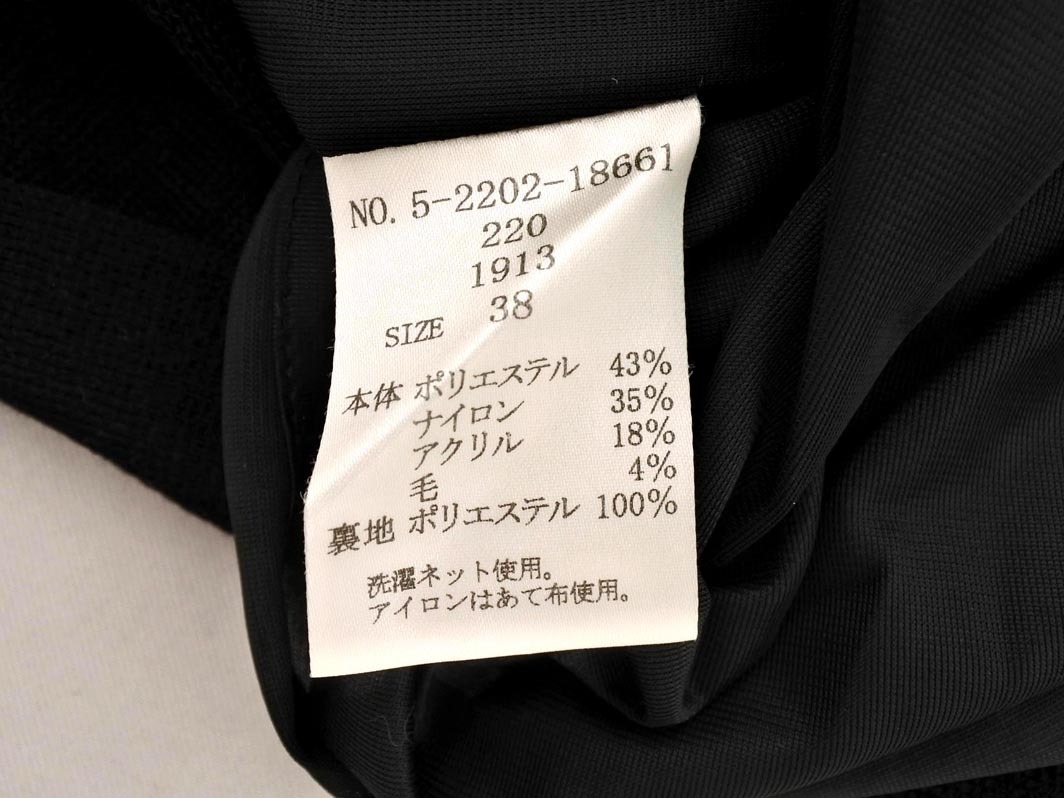 NO. 5-2202-18661
220
1913
SIZE 38
本体 ポリエステル 43%
ナイロン 35%
アクリル 18%
毛 4%
裏地 ポリエステル 100%
洗濯ネット使用。
アイロンはあて布使用。